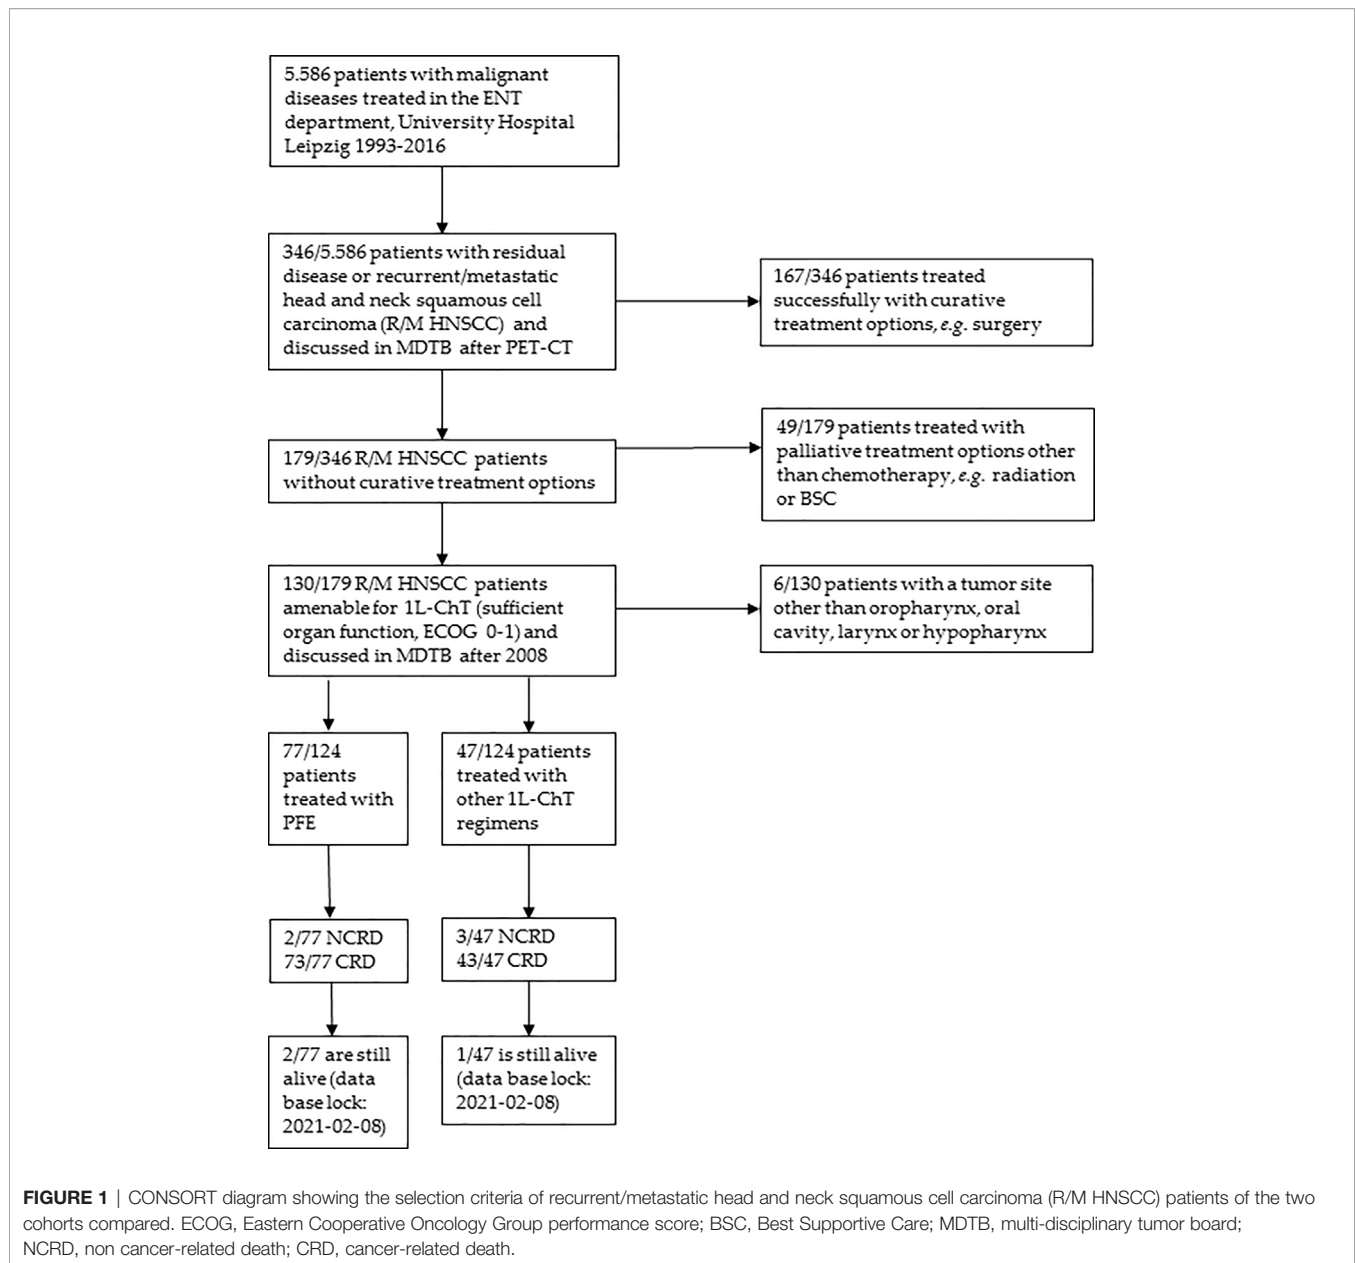 5.586 patients with malignant
diseases treated in the ENT
department, University Hospital
Leipzig 1993-2016
346/5.586 patients with residual
disease or recurrent/metastatic
head and neck squamous cell
carcinoma (R/M HNSCC) and
discussed in MDTB after PET-CT
167/346 patients treated
successfully with curative
treatment options, e.g. surgery
179/346 R/M HNSCC patients
without curative treatment options
49/179 patients treated with
palliative treatment options other
than chemotherapy, e.g. radiation
or BSC
130/179 R/M HNSCC patients
amenable for 1L-ChT (sufficient
organ function, ECOG 0-1) and
discussed in MDTB after 2008
6/130 patients with a tumor site
other than oropharynx, oral
cavity, larynx or hypopharynx
77/124
patients
treated with
PFE
47/124 patients
treated with
other 1L-ChT
regimens
2/77 NCRD
73/77 CRD
3/47 NCRD
43/47 CRD
2/77 are still
alive (data
base lock:
2021-02-08)
1/47 is still alive
(data base lock:
2021-02-08)
FIGURE 1 | CONSORT diagram showing the selection criteria of recurrent/metastatic head and neck squamous cell carcinoma (R/M HNSCC) patients of the two
cohorts compared. ECOG, Eastern Cooperative Oncology Group performance score; BSC, Best Supportive Care; MDTB, multi-disciplinary tumor board;
NCRD, non cancer-related death; CRD, cancer-related death.